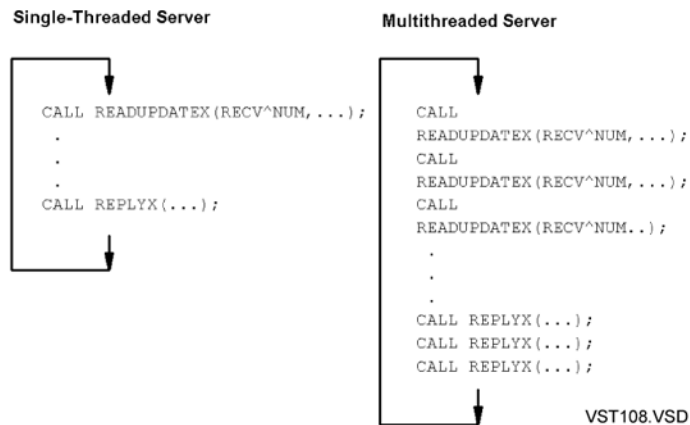 Single-Threaded Server
CALL READUPDATEX(RECV^NUM,...);
.
.
.
CALL REPLYX(...);
Multithreaded Server
CALL
READUPDATEX(RECV^NUM,...);
CALL
READUPDATEX(RECV^NUM,...);
CALL
READUPDATEX(RECV^NUM..);
.
.
.
CALL REPLYX(...);
CALL REPLYX(...);
CALL REPLYX(...);
VST108.VSD